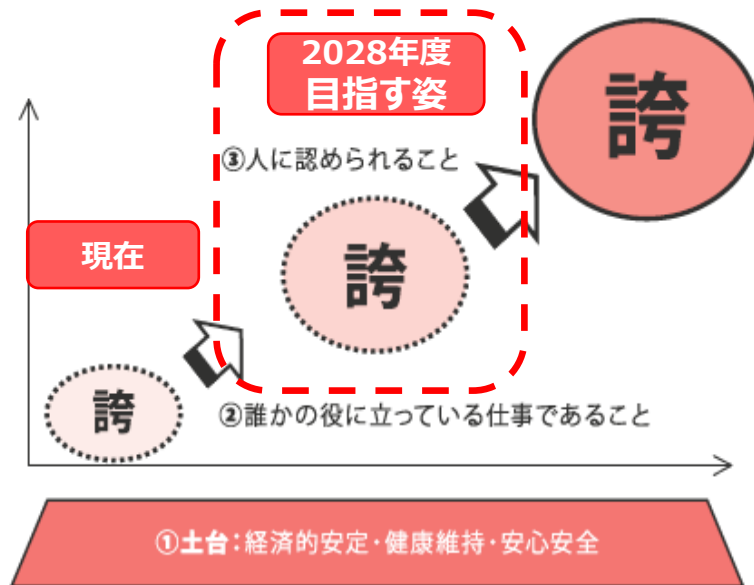 2028年度
目指す姿
誇
③人に認められること
現在
誇
誇
②誰かの役に立っている仕事であること
①土台：経済的安定・健康維持・安心安全